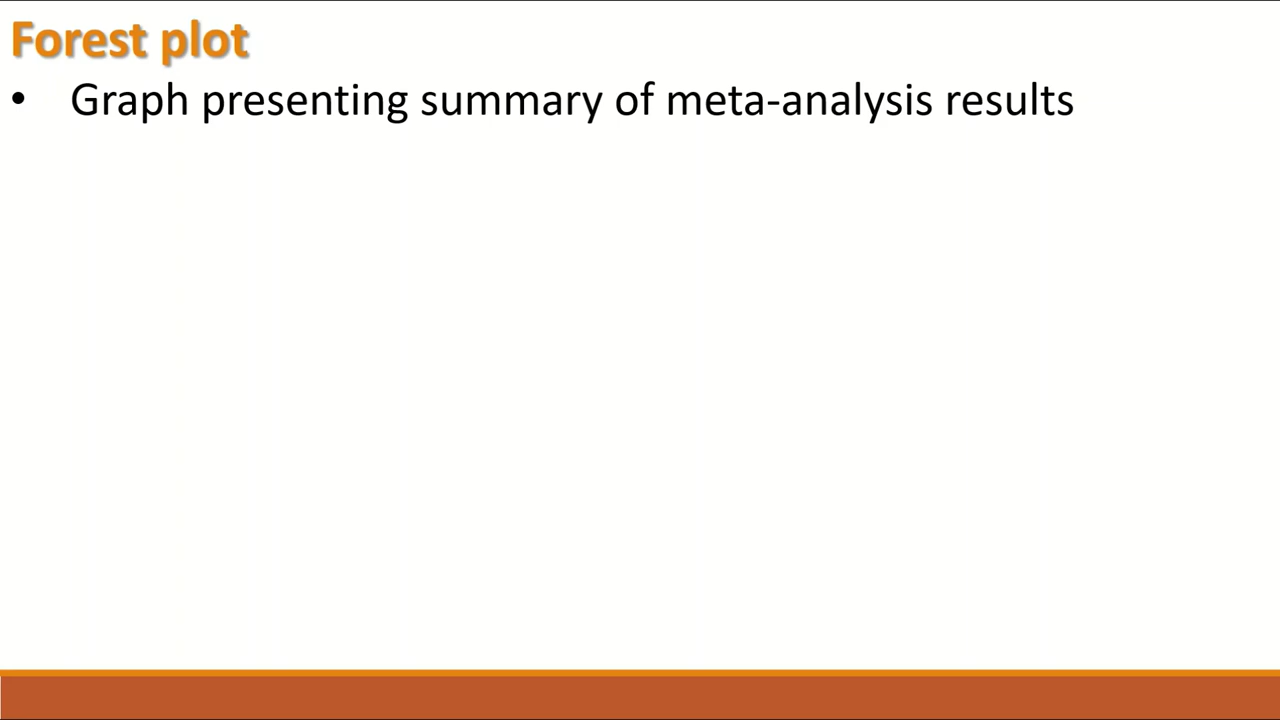 Forest plot
• Graph presenting summary of meta-analysis results